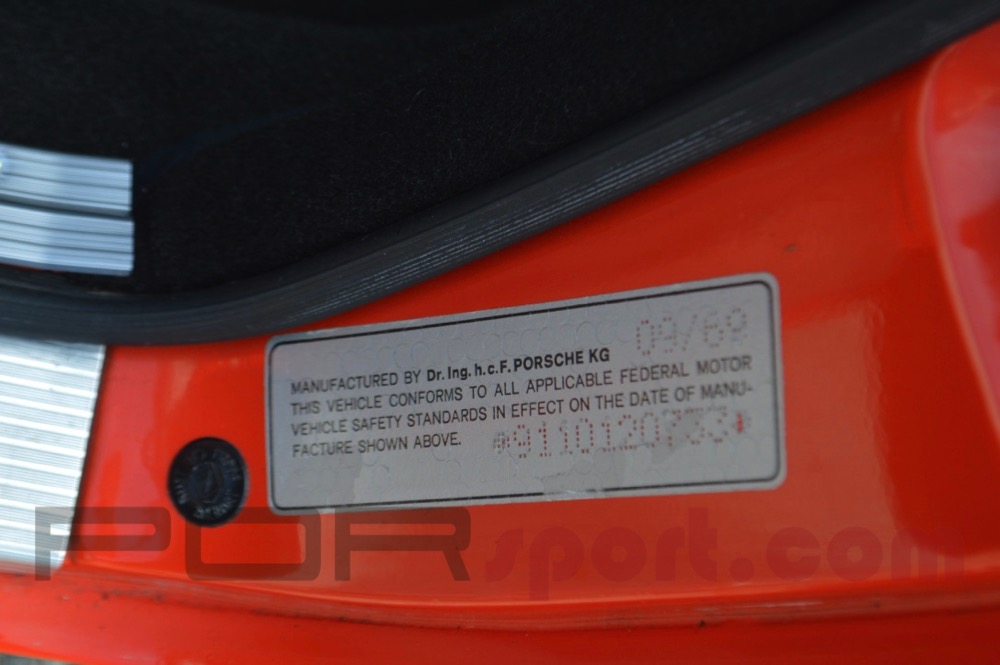 09/69
MANUFACTURED BY Dr. Ing. h. c. F. PORSCHE KG
THIS VEHICLE CONFORMS TO ALL APPLICABLE FEDERAL MOTOR
VEHICLE SAFETY STANDARDS IN EFFECT ON THE DATE OF MANU-
FACTURE SHOWN ABOVE.
*9110120733*
PORsport.com